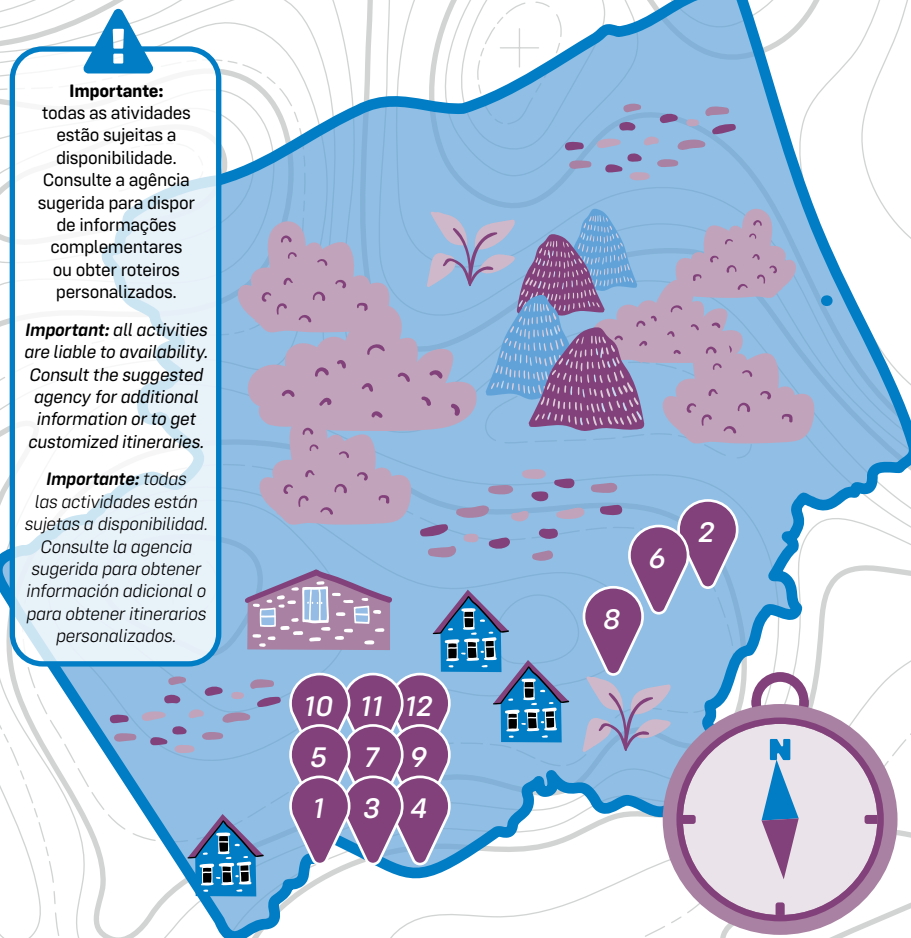 Importante:
todas as atividades
estão sujeitas a
disponibilidade.
Consulte a agência
sugerida para dispor
de informações
complementares
ou obter roteiros
personalizados.
Important: all activities
are liable to availability.
Consult the suggested
agency for additional
information or to get
customized itineraries.
Importante: todas
las actividades están
sujetas a disponibilidad.
Consulte la agencia
sugerida para obtener
información adicional o
para obtener itinerarios
personalizados.
2
6
8
10 11 12
5 7 9
1 3 4
N